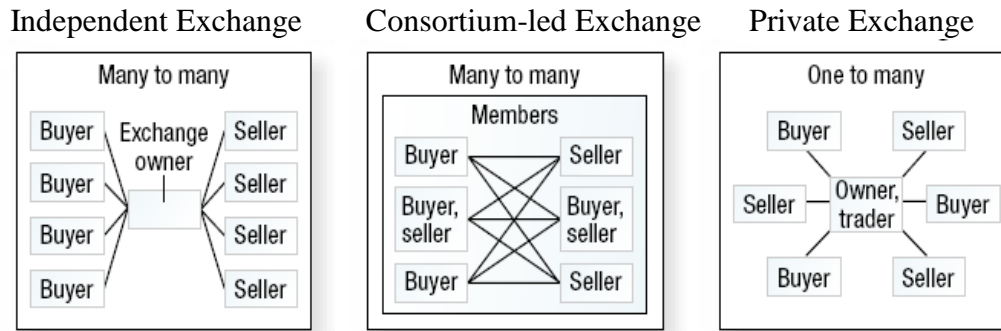 Independent Exchange
Many to many
Buyer
Exchange
owner
Seller
Buyer
Seller
Buyer
Seller
Buyer
Seller
Consortium-led Exchange
Many to many
Members
Buyer
Seller
Buyer,
seller
Buyer,
seller
Buyer
Seller
Private Exchange
One to many
Buyer
Seller
Seller
Owner,
trader
Buyer
Buyer
Seller